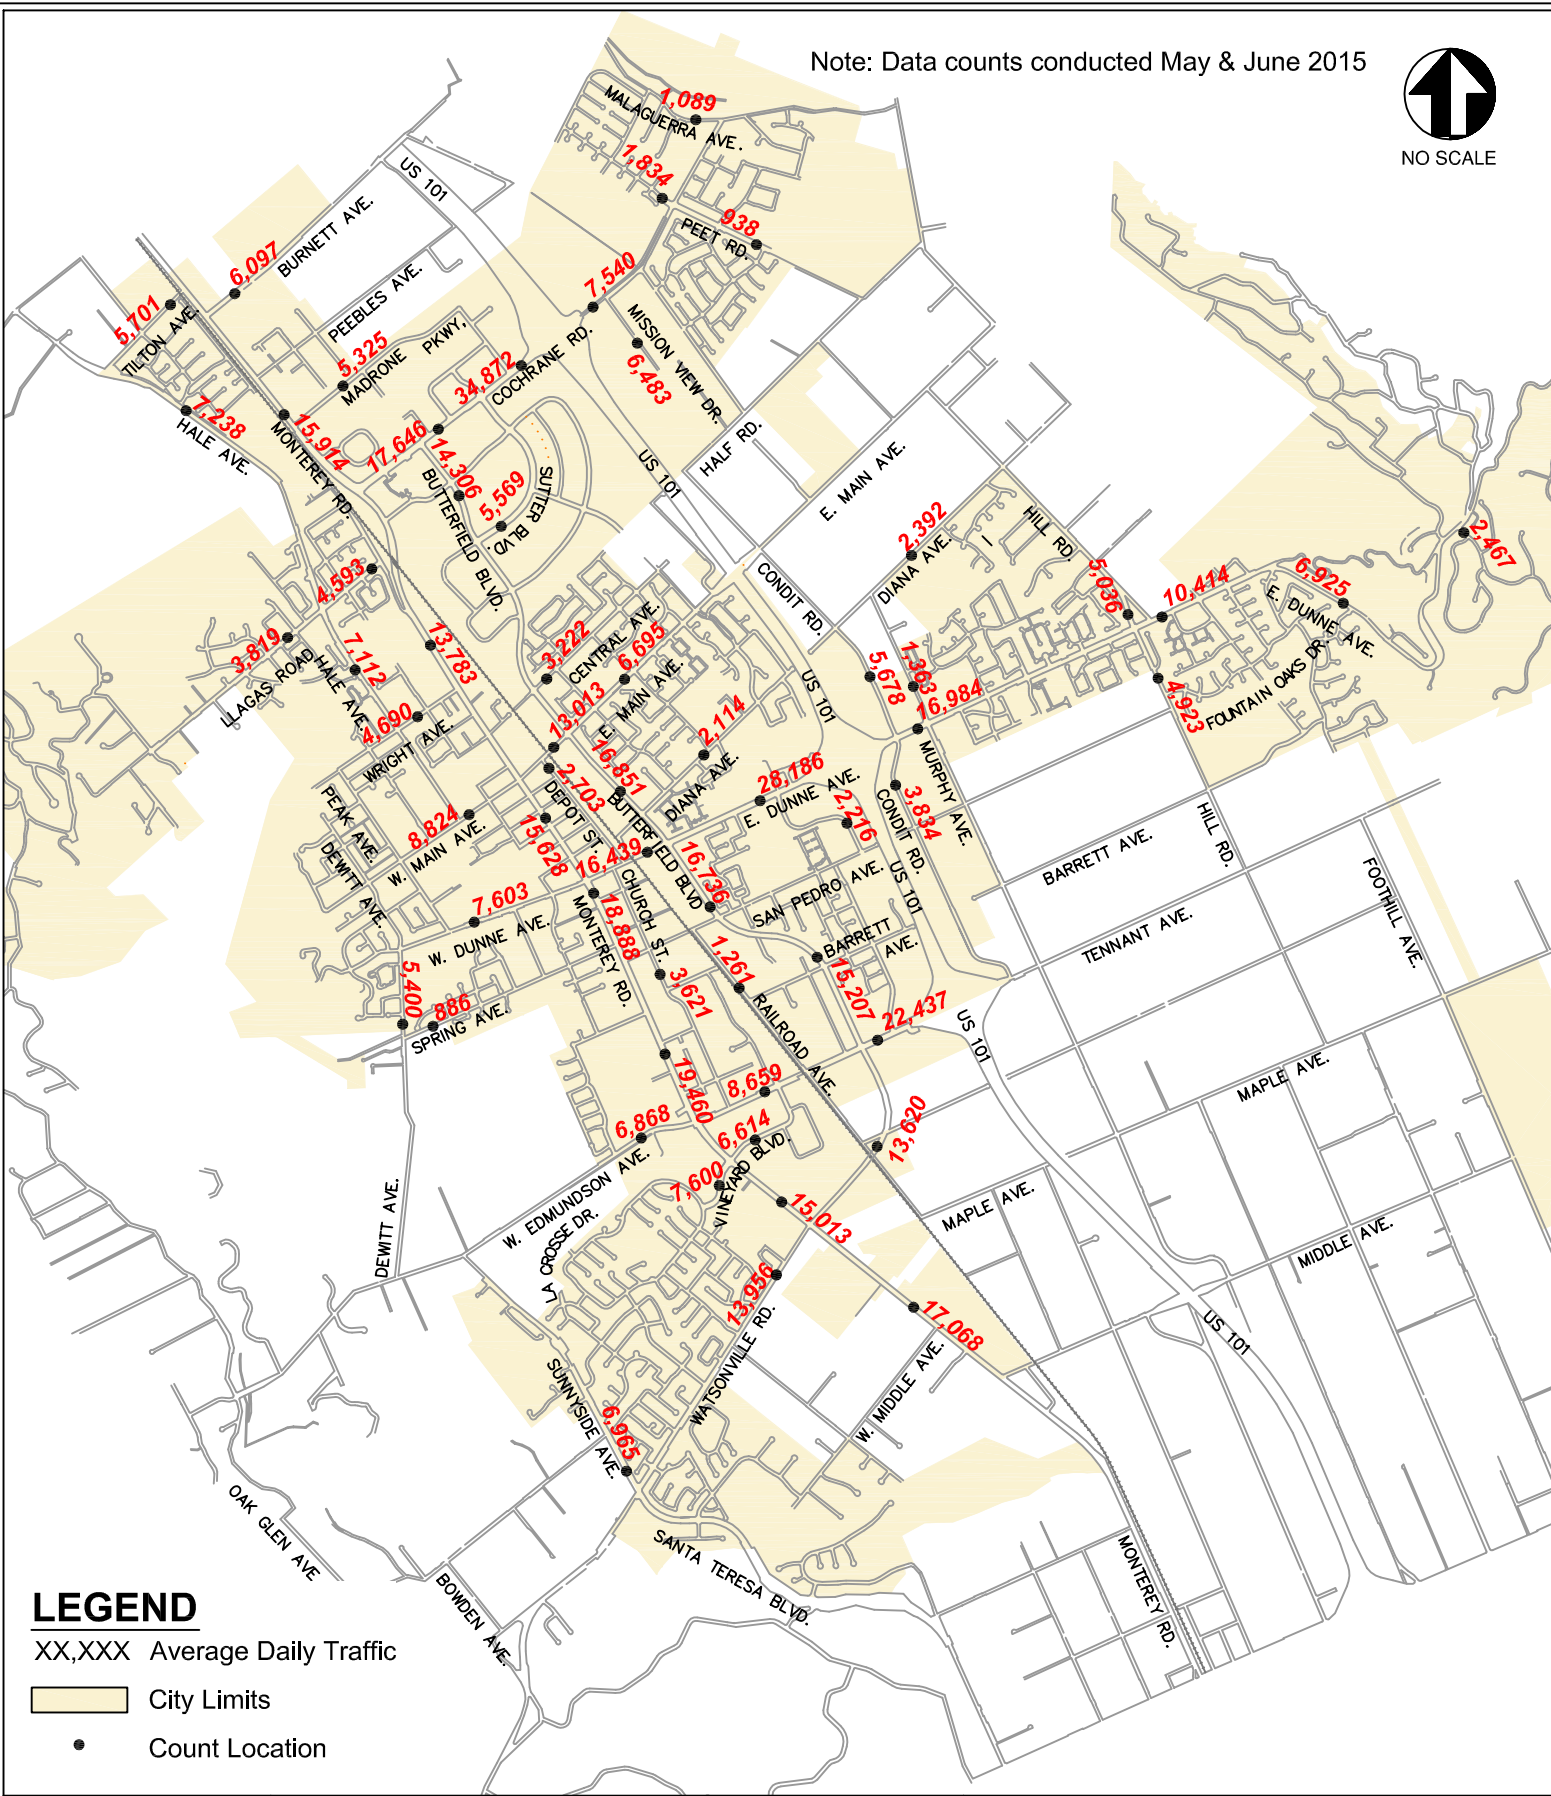 Note: Data counts conducted May & June 2015
NO SCALE
1,089
MALAGUERRA AVE.
1,834
938
PEET RD.
US 101
BURNETT AVE.
6,097
7,540
5,701
TILTON AVE.
PEEBLES AVE.
5,325
MADRONE PKWY,
34,872
COCHRANE RD.
MISSION VIEW DR.
6,483
7,238
HALE AVE.
15,914
MONTEREY RD.
17,646
14,306
BUTTERFIELD BLVD.
5,569
SUTTER BLVD.
US 101
HALF RD.
E. MAIN AVE.
2,392
DIANA AVE.
HILL RD.
5,036
10,414
6,925
E. DUNNE AVE.
2,467
FOUNTAIN OAKS DR.
4,923
CONDIT RD.
4,593
3,819
LLAGAS ROAD
HALE AVE.
7,112
13,783
3,222
CENTRAL AVE.
6,695
E. MAIN AVE.
13,013
US 101
5,678
1,363
16,984
MURPHY AVE.
4,690
WRIGHT AVE.
2,703
DEPOT ST.
16,851
BUTTERFIELD BLVD
2,114
DIANA AVE.
28,186
E. DUNNE AVE.
2,216
3,834
CONDIT RD.
US 101
PEAK AVE.
DEWITT AVE.
8,824
W. MAIN AVE.
15,628
16,439
16,736
SAN PEDRO AVE.
BARRETT AVE.
HILL RD.
BARRETT AVE.
TENNANT AVE.
FOOTHILL AVE.
7,603
W. DUNNE AVE.
18,888
MONTEREY RD.
CHURCH ST.
3,621
1,261
RAILROAD AVE.
15,207
22,437
US 101
5,400
886
SPRING AVE.
19,460
8,659
6,868
W. EDMUNDSON AVE.
6,614
VINEYARD BLVD.
7,600
13,620
MAPLE AVE.
MAPLE AVE.
MIDDLE AVE.
DEWITT AVE.
LA CROSSE DR.
15,013
13,956
WATSONVILLE RD.
17,068
W. MIDDLE AVE.
US 101
SUNNYSIDE AVE.
6,965
OAK GLEN AVE
BOWDEN AVE.
SANTA TERESA BLVD.
MONTEREY RD.
LEGEND
XX,XXX Average Daily Traffic
City Limits
Count Location